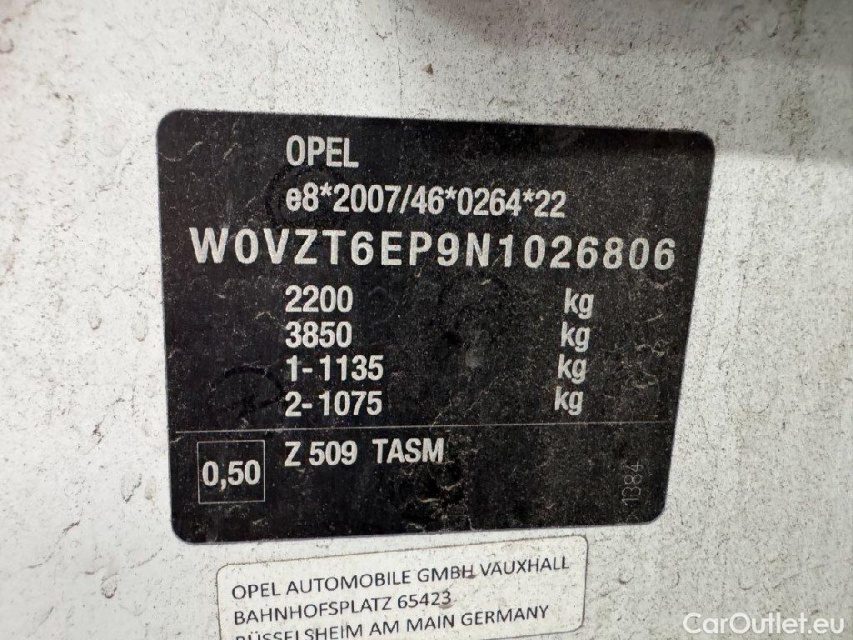 OPEL
e8*2007/46*0264*22
W0VZT6EP9N1026806
2200 kg
3850 kg
1-1135 kg
2-1075 kg
0,50 Z 509 TASM
1384
OPEL AUTOMOBILE GMBH VAUXHALL
BAHNHOFSPLATZ 65423
RÜSSELSHEIM AM MAIN GERMANY
CarOutlet.eu